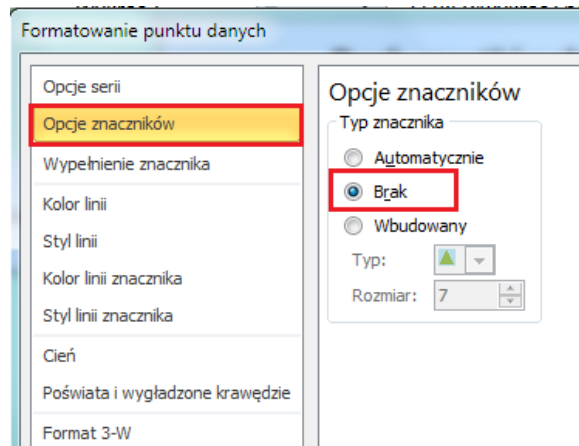 Formatowanie punktu danych
Opcje serii
Opcje znaczników
Wypełnienie znacznika
Kolor linii
Styl linii
Kolor linii znacznika
Styl linii znacznika
Cień
Poświata i wygładzone krawędzie
Format 3-W
Opcje znaczników
Typ znacznika
Automatycznie
Brak
Wbudowany
Typ:
Rozmiar: 7